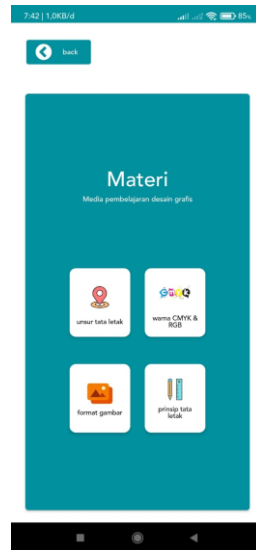 7:42 | 1,0KB/d
85%
back
Materi
Media pembelajaran desain grafis
unsur tata letak
CMYK
warna CMYK &
RGB
format gambar
prinsip tata
letak